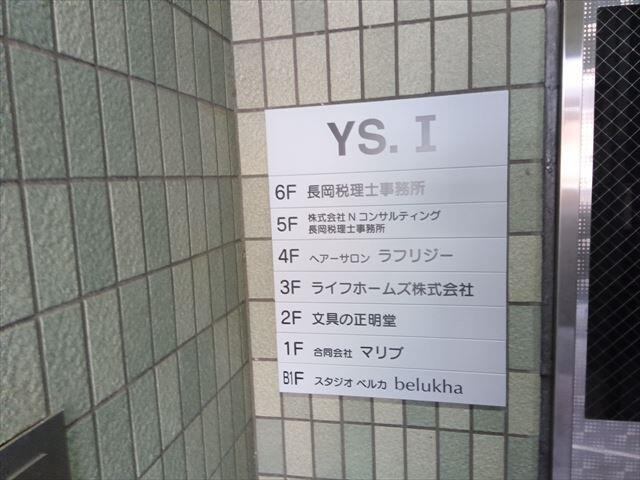 YS.I
6F 長岡税理士事務所
5F 株式会社Nコンサルティング
長岡税理士事務所
4F ヘアーサロン ラフリジー
3F ライフホームズ株式会社
2F 文具の正明堂
1F 合同会社 マリブ
B1F スタジオ ベルカ belukha